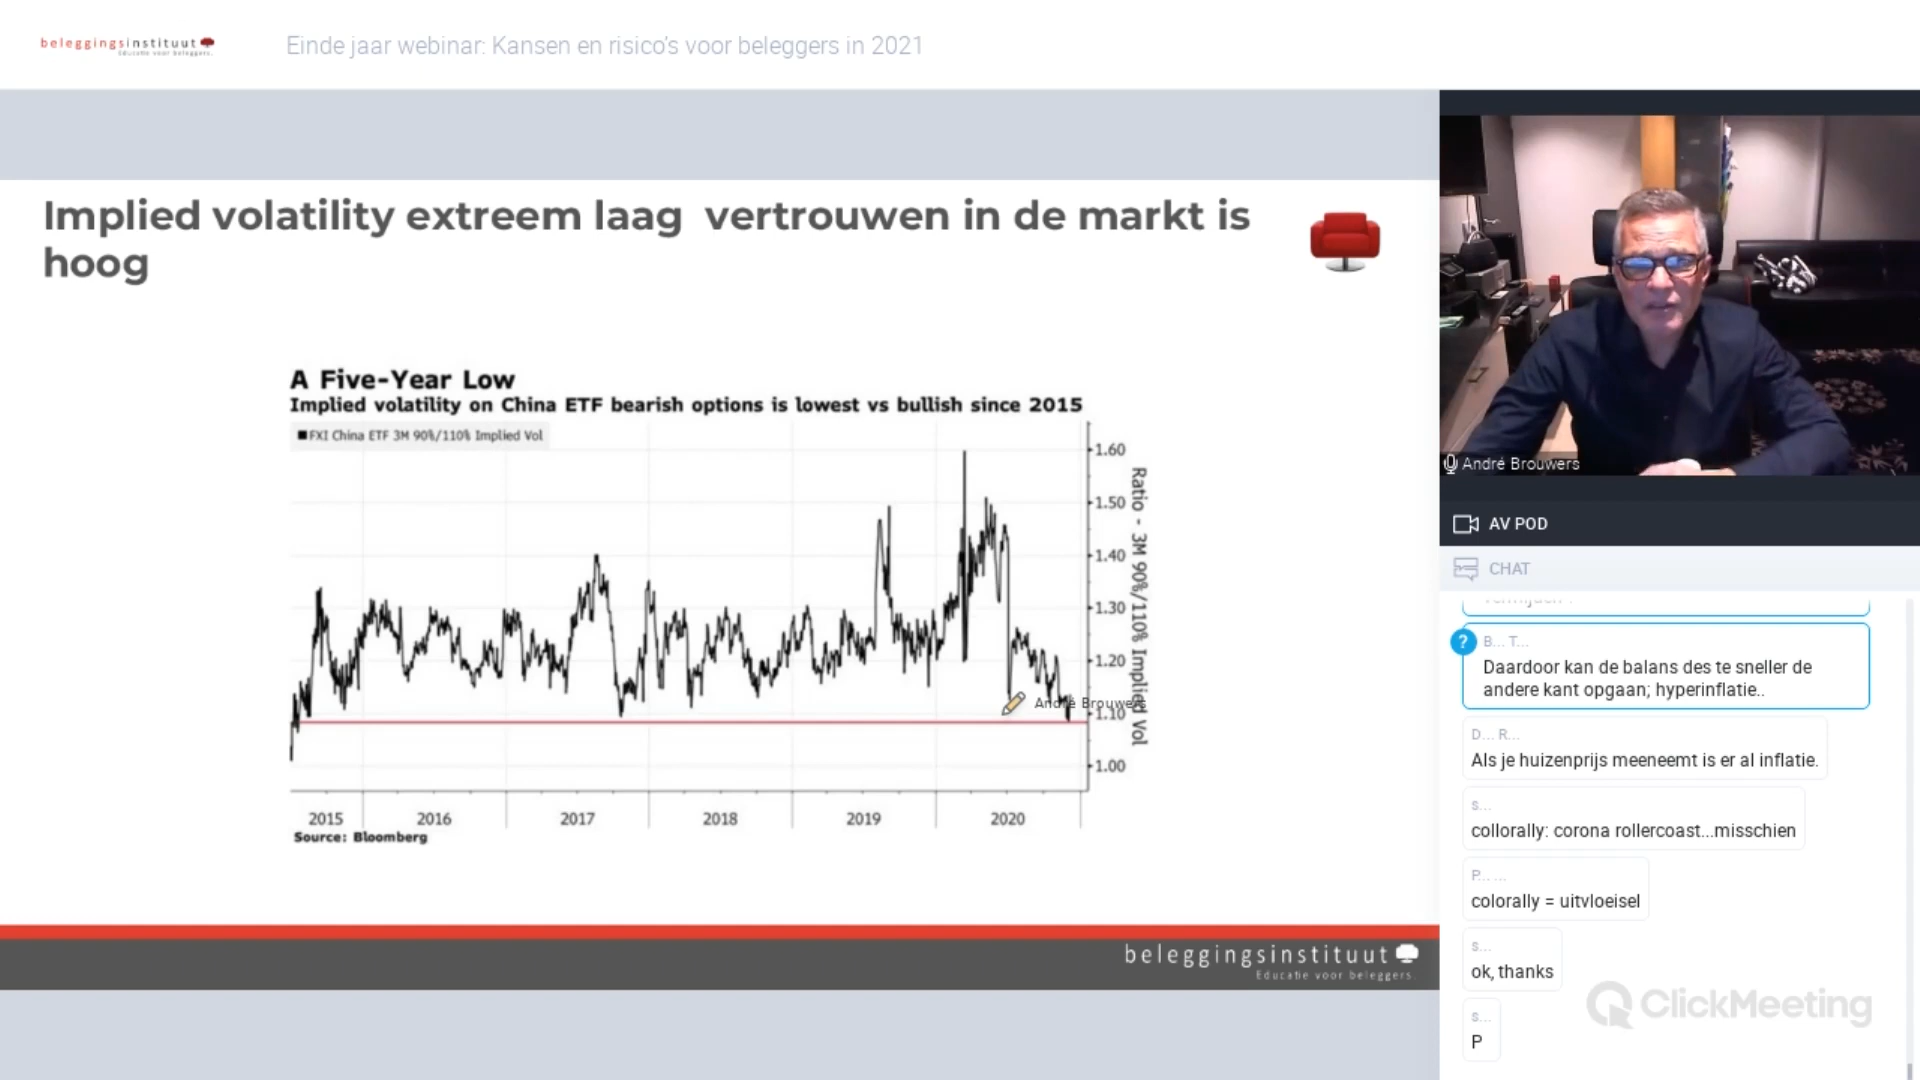 beleggingsinstituut
Educatie voor beleggers.
Einde jaar webinar: Kansen en risico's voor beleggers in 2021
Implied volatility extreem laag  vertrouwen in de markt is
hoog
A Five-Year Low
Implied volatility on China ETF bearish options is lowest vs bullish since 2015
FXI China ETF 3M 90%/110% Implied Vol
1.60
1.50
1.40
1.30
1.20
1.10
1.00
Ratio - 3M 90%/110% Implied Vol
André Brouwers
2015 2016 2017 2018 2019 2020
Source: Bloomberg
beleggingsinstituut
Educatie voor beleggers.
André Brouwers
AV POD
CHAT
?
B... T...
Daardoor kan de balans des te sneller de
andere kant opgaan; hyperinflatie..
D... R...
Als je huizenprijs meeneemt is er al inflatie.
s...
collorally: corona rollercoast...misschien
P... ...
colorally = uitvloeisel
s...
ok, thanks
s...
P
ClickMeeting